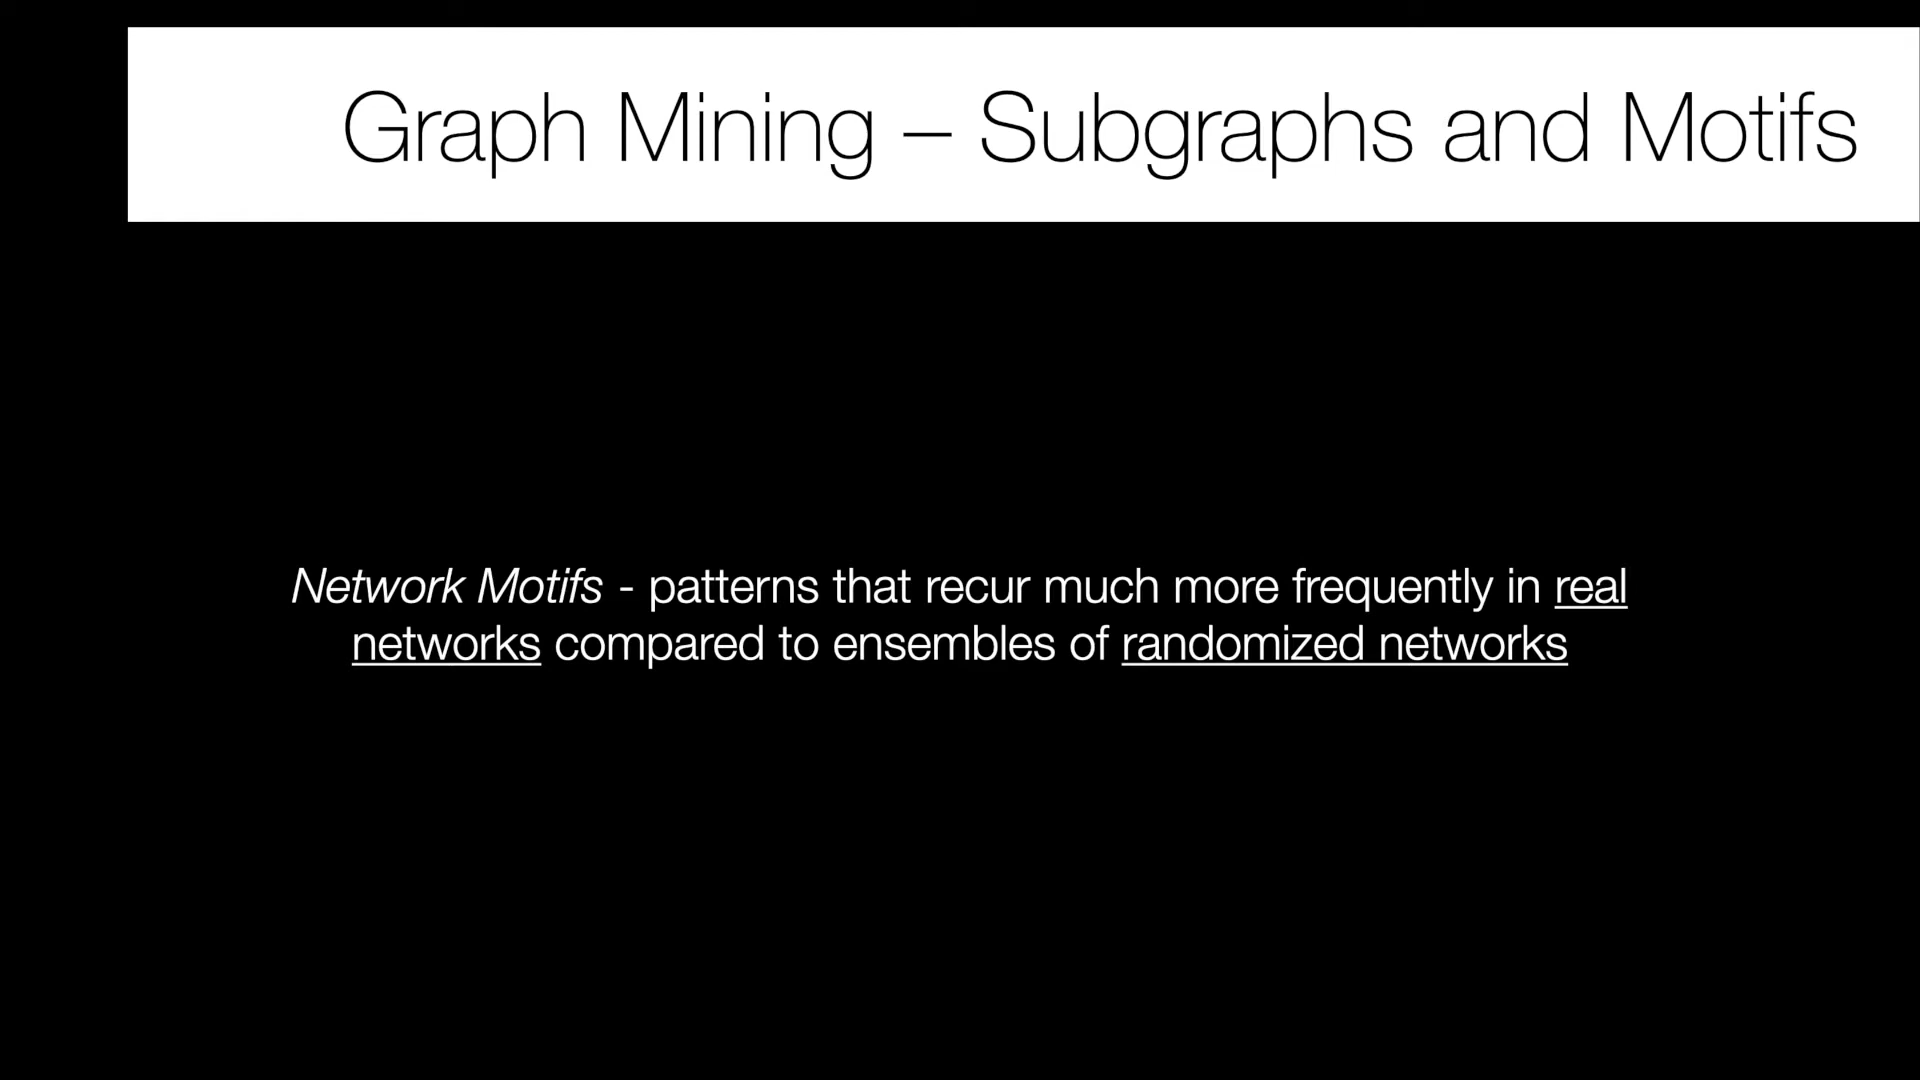 Graph Mining – Subgraphs and Motifs
Network Motifs - patterns that recur much more frequently in real
networks compared to ensembles of randomized networks